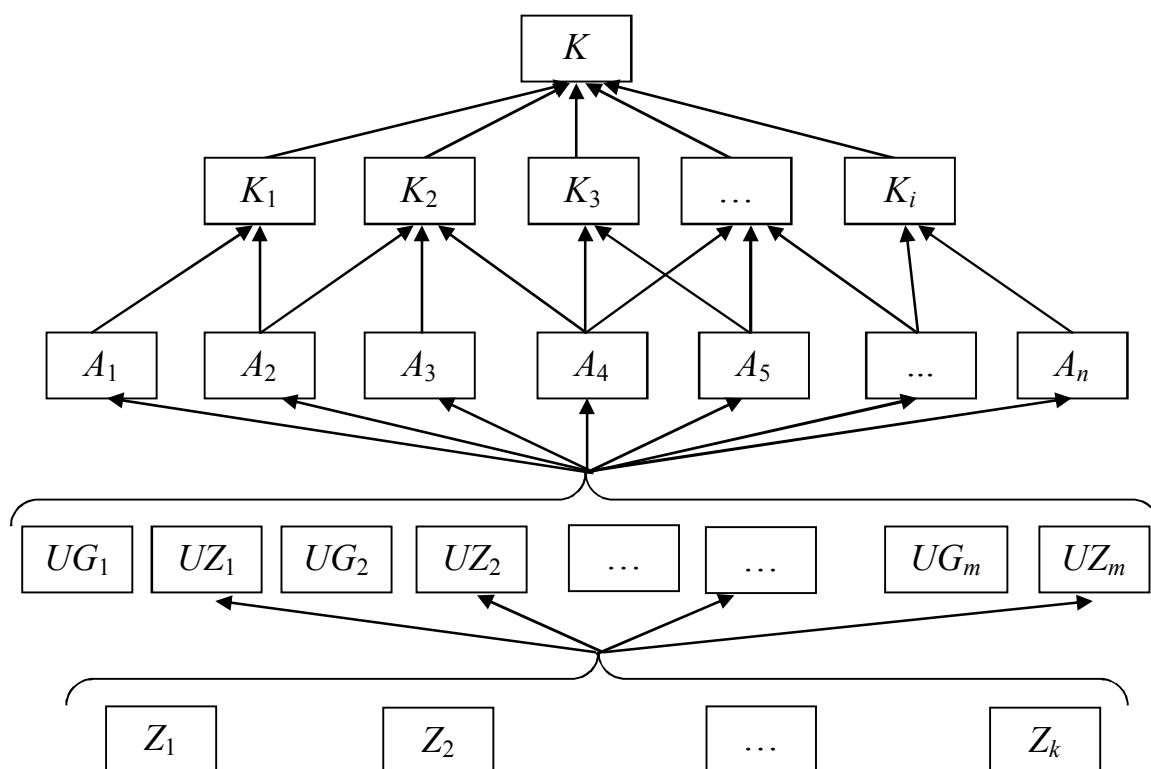 K
K₁ K₂ K₃ … Kᵢ
A₁ A₂ A₃ A₄ A₅ ... Aₙ
UG₁ UZ₁ UG₂ UZ₂ … … UGₘ UZₘ
Z₁ Z₂ … Zₖ